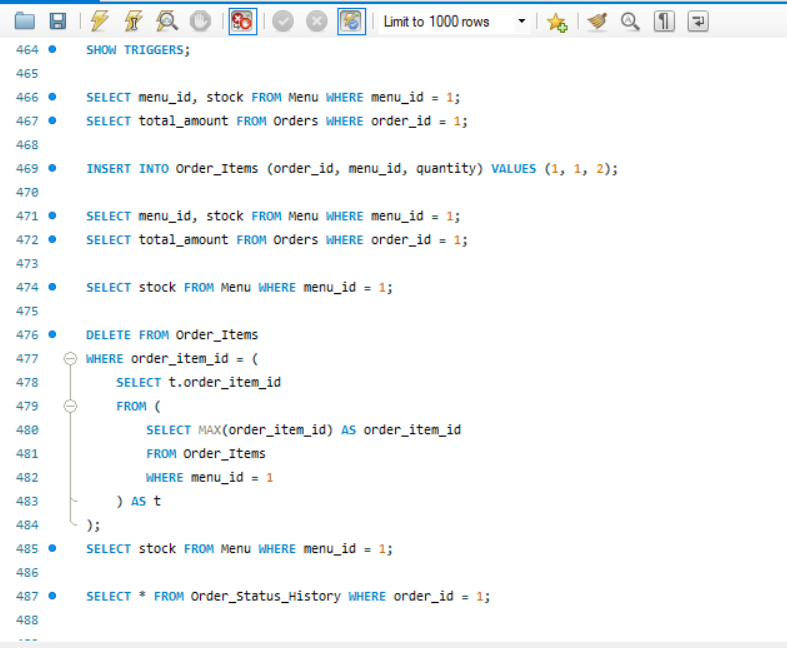 Limit to 1000 rows
464 SHOW TRIGGERS;
465
466 SELECT menu_id, stock FROM Menu WHERE menu_id = 1;
467 SELECT total_amount FROM Orders WHERE order_id = 1;
468
469 INSERT INTO Order_Items (order_id, menu_id, quantity) VALUES (1, 1, 2);
470
471 SELECT menu_id, stock FROM Menu WHERE menu_id = 1;
472 SELECT total_amount FROM Orders WHERE order_id = 1;
473
474 SELECT stock FROM Menu WHERE menu_id = 1;
475
476 DELETE FROM Order_Items
477 WHERE order_item_id = (
478 SELECT t.order_item_id
479 FROM (
480 SELECT MAX(order_item_id) AS order_item_id
481 FROM Order_Items
482 WHERE menu_id = 1
483 ) AS t
484 );
485 SELECT stock FROM Menu WHERE menu_id = 1;
486
487 SELECT * FROM Order_Status_History WHERE order_id = 1;
488